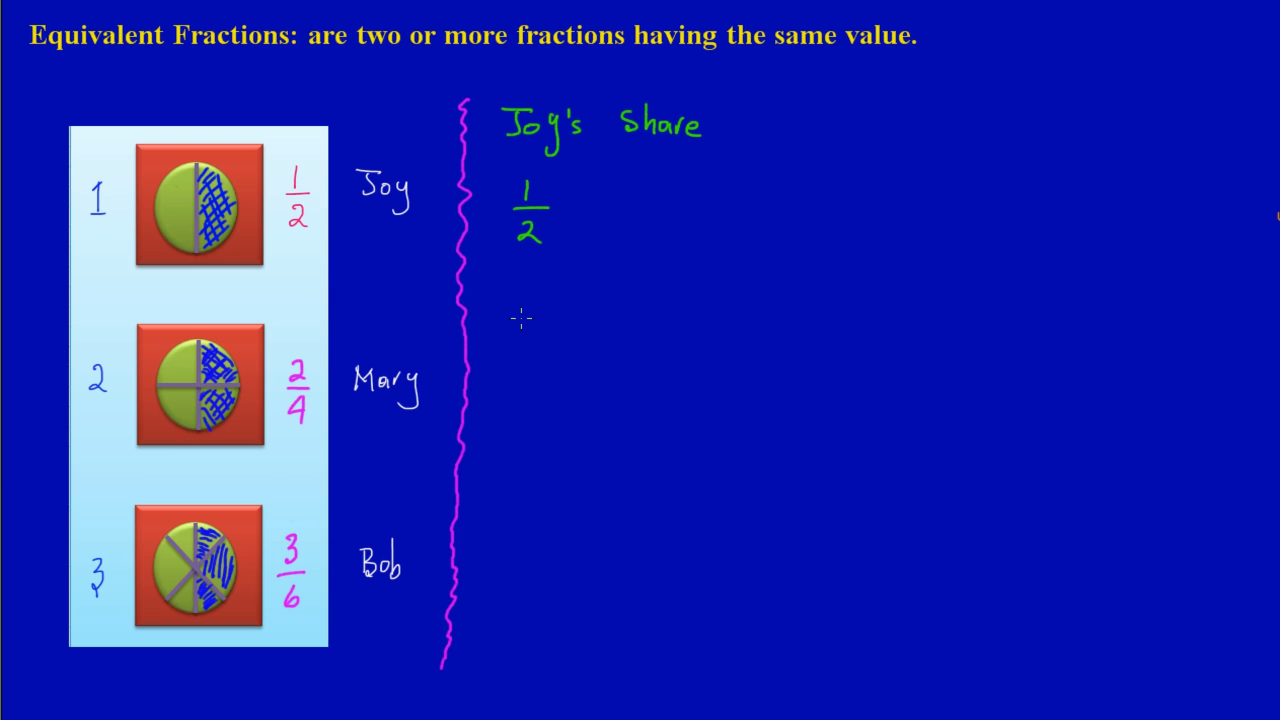 Equivalent Fractions: are two or more fractions having the same value.
1
1/2
Joy
2
2/4
Mary
3
3/6
Bob
Joy's Share
1/2